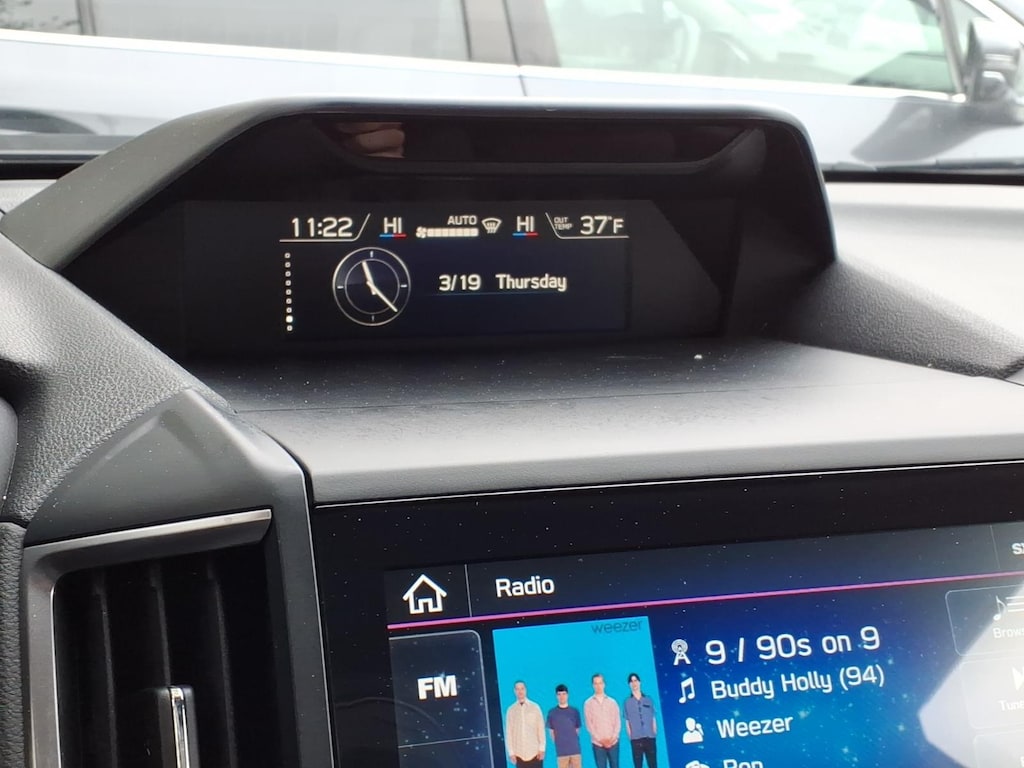 11:22 HI AUTO HI OUT TEMP 37°F
3/19 Thursday
Radio
FM
weezer
9 / 90s on 9
Buddy Holly (94)
Weezer
Pop